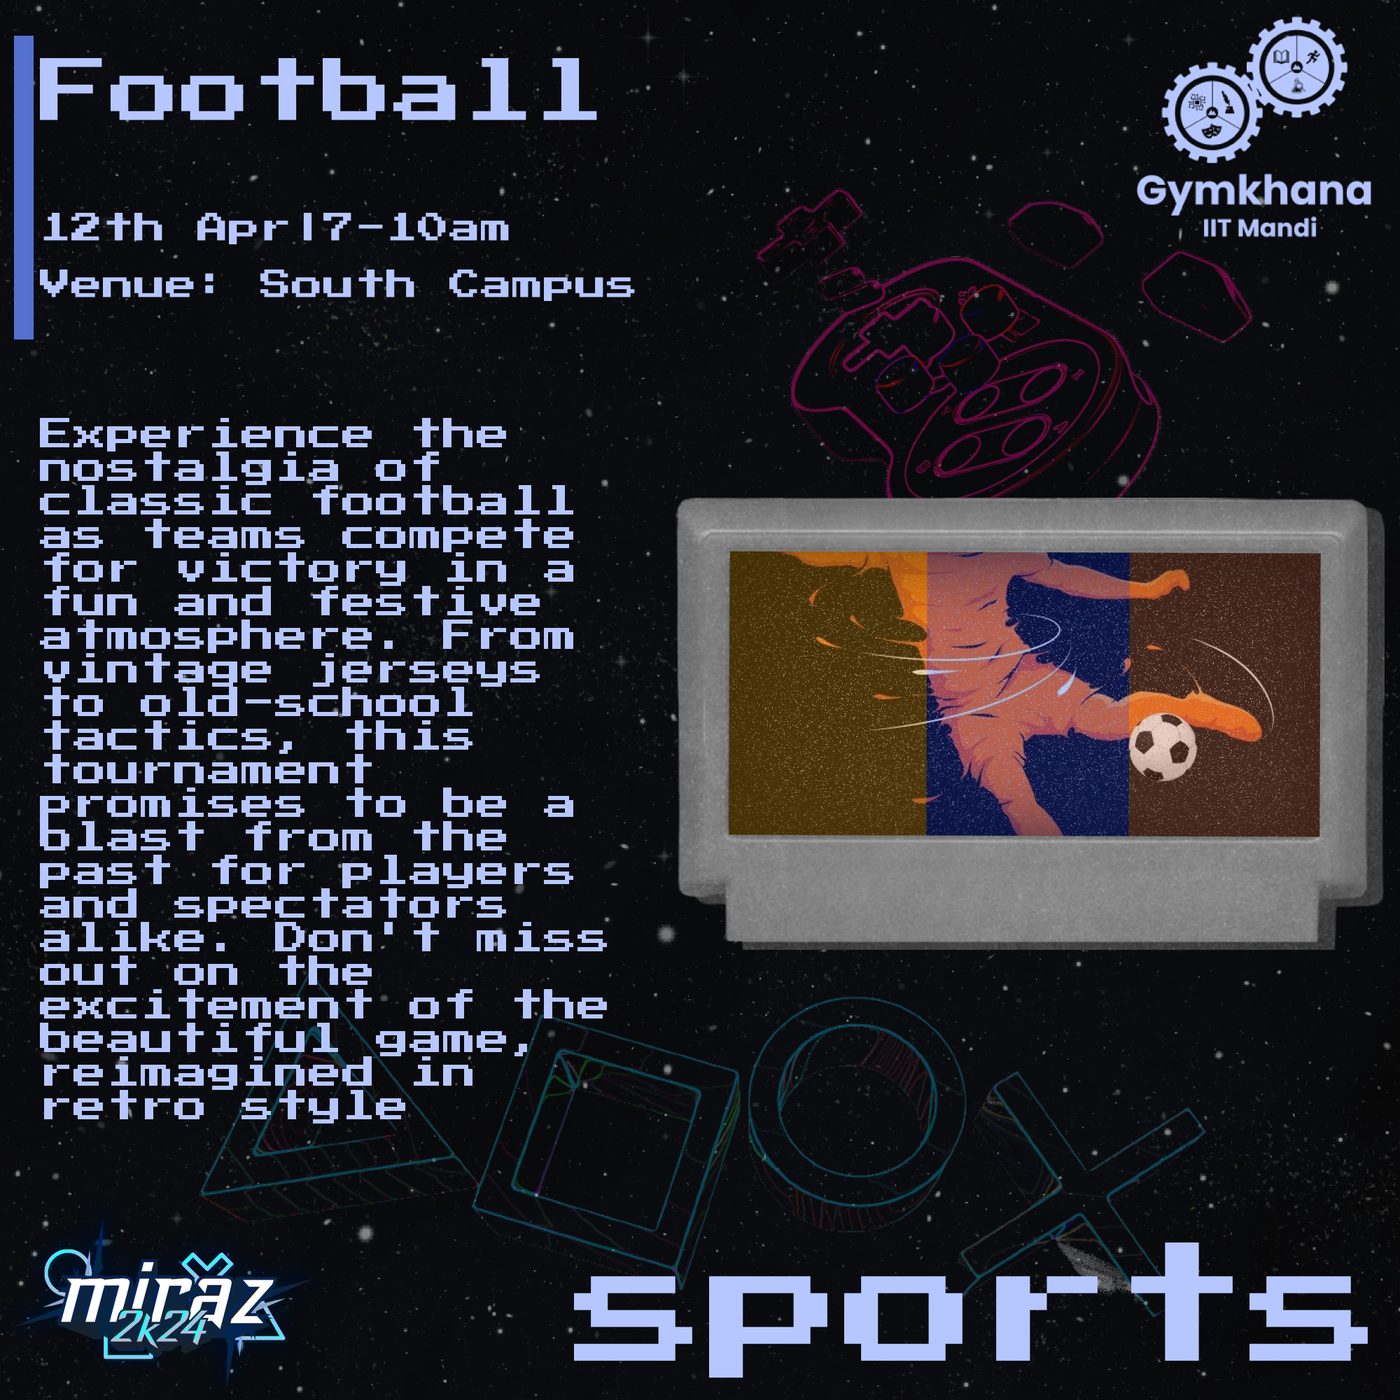 Football
Gymkhana
IIT Mandi
12th Apr|7-10am
Venue: South Campus
Experience the
nostalgia of
classic football
as teams compete
for victory in a
fun and festive
atmosphere. From
vintage jerseys
to old-school
tactics, this
tournament
promises to be a
blast from the
past for players
and spectators
alike. Don't miss
out on the
excitement of the
beautiful game,
reimagined in
retro style
miraz
2k24
sports